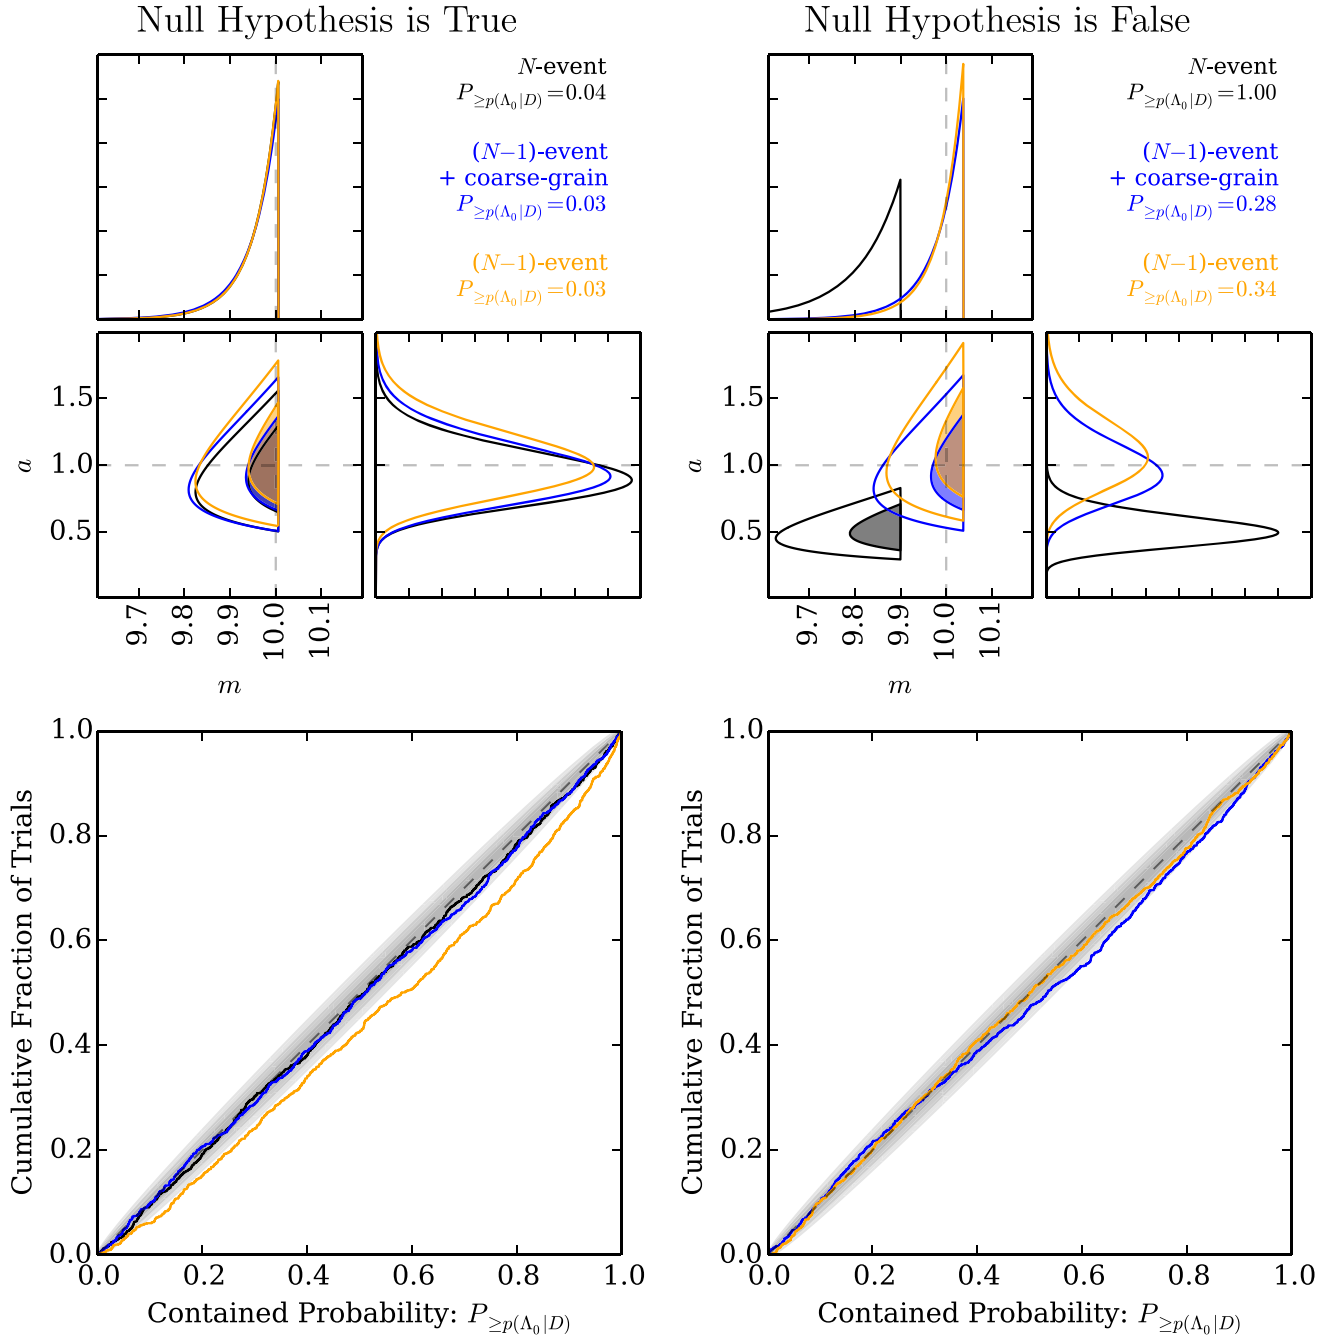 Null Hypothesis is True
N-event
P≥p(Λ0|D)=0.04
(N−1)-event
+ coarse-grain
P≥p(Λ0|D)=0.03
(N−1)-event
P≥p(Λ0|D)=0.03
a
1.5
1.0
0.5
9.7
9.8
9.9
10.0
10.1
m
Null Hypothesis is False
N-event
P≥p(Λ0|D)=1.00
(N−1)-event
+ coarse-grain
P≥p(Λ0|D)=0.28
(N−1)-event
P≥p(Λ0|D)=0.34
a
1.5
1.0
0.5
9.7
9.8
9.9
10.0
10.1
m
Cumulative Fraction of Trials
1.0
0.8
0.6
0.4
0.2
0.0
0.0 0.2 0.4 0.6 0.8 1.0
Contained Probability: P≥p(Λ0|D)
Cumulative Fraction of Trials
1.0
0.8
0.6
0.4
0.2
0.0
0.0 0.2 0.4 0.6 0.8 1.0
Contained Probability: P≥p(Λ0|D)